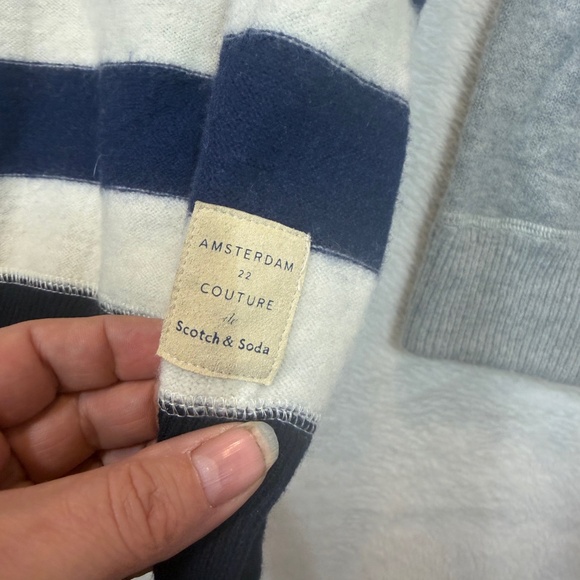 AMSTERDAM
22
COUTURE
de
Scotch & Soda